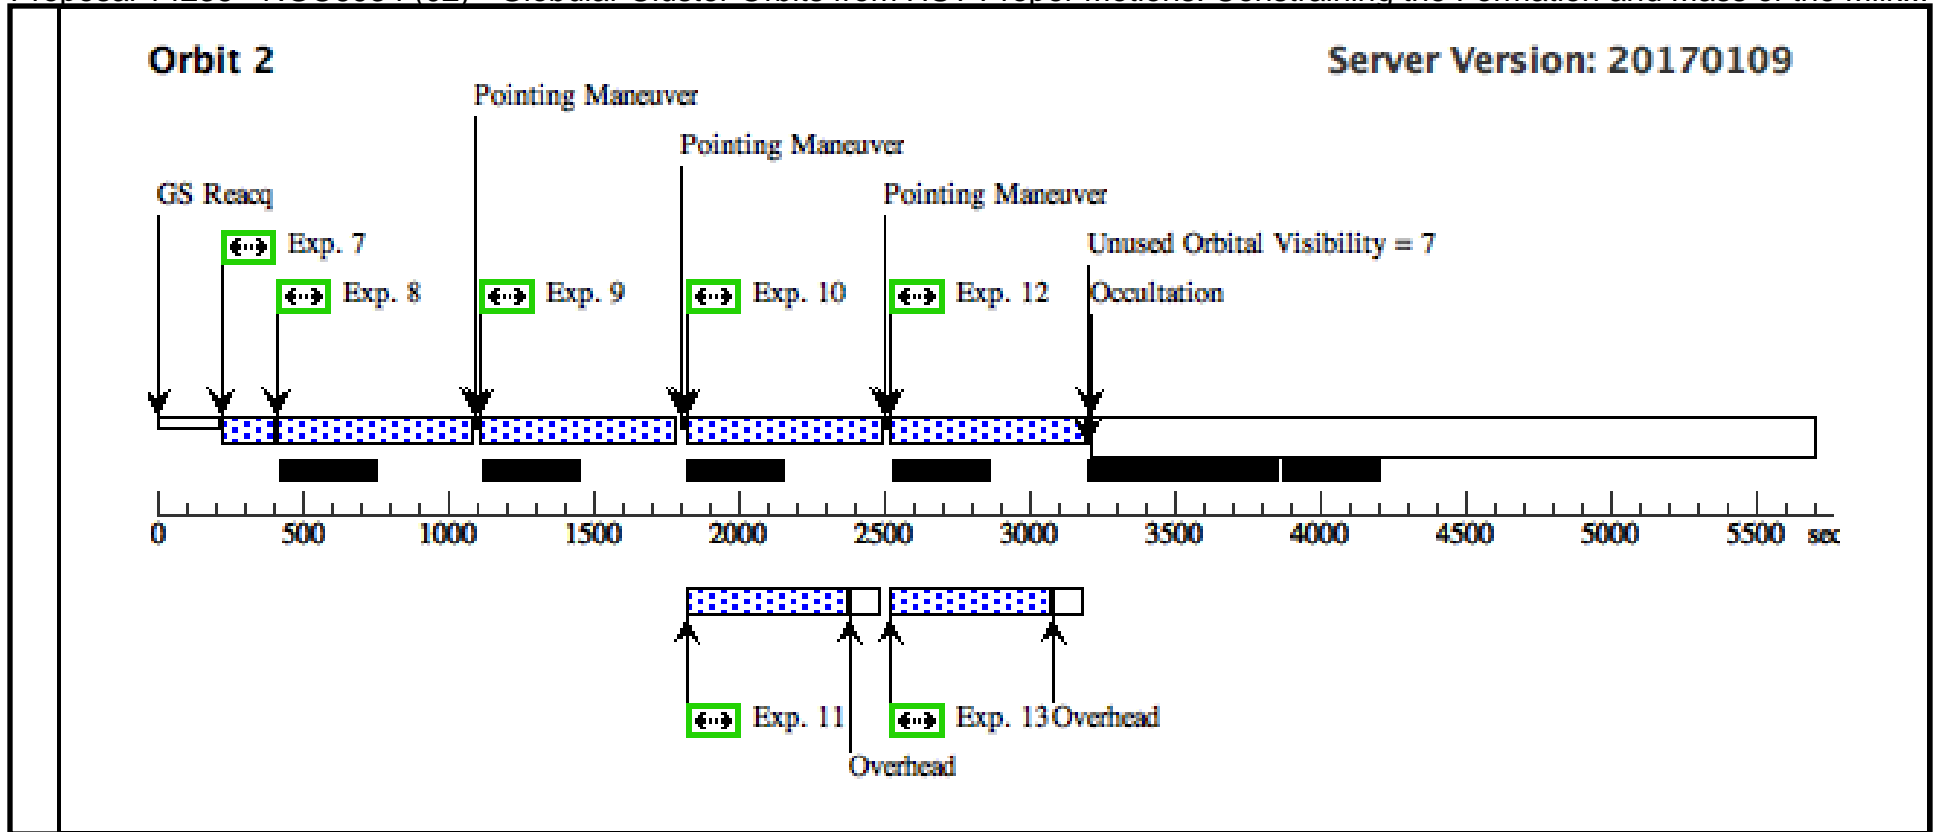 Orbit 2
Server Version: 20170109
Pointing Maneuver
Pointing Maneuver
GS Reacq
Pointing Maneuver
Exp. 7
Unused Orbital Visibility = 7
Exp. 8
Exp. 9
Exp. 10
Exp. 12
Occultation
0 500 1000 1500 2000 2500 3000 3500 4000 4500 5000 5500 sec
Exp. 11
Exp. 13
Overhead
Overhead